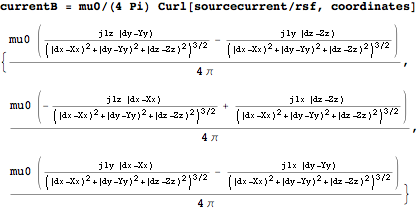 currentB = mu0/(4 Pi) Curl[sourcecurrent/rsf, coordinates]
{mu0 (jlz (dy-Yy)/((dx-Xx)²+(dy-Yy)²+(dz-Zz)²)^3/2 - jly (dz-Zz)/((dx-Xx)²+(dy-Yy)²+(dz-Zz)²)^3/2)
4 π ,
mu0 (- jlz (dx-Xx)/((dx-Xx)²+(dy-Yy)²+(dz-Zz)²)^3/2 + jlx (dz-Zz)/((dx-Xx)²+(dy-Yy)²+(dz-Zz)²)^3/2)
4 π ,
mu0 (jly (dx-Xx)/((dx-Xx)²+(dy-Yy)²+(dz-Zz)²)^3/2 - jlx (dy-Yy)/((dx-Xx)²+(dy-Yy)²+(dz-Zz)²)^3/2)
4 π }